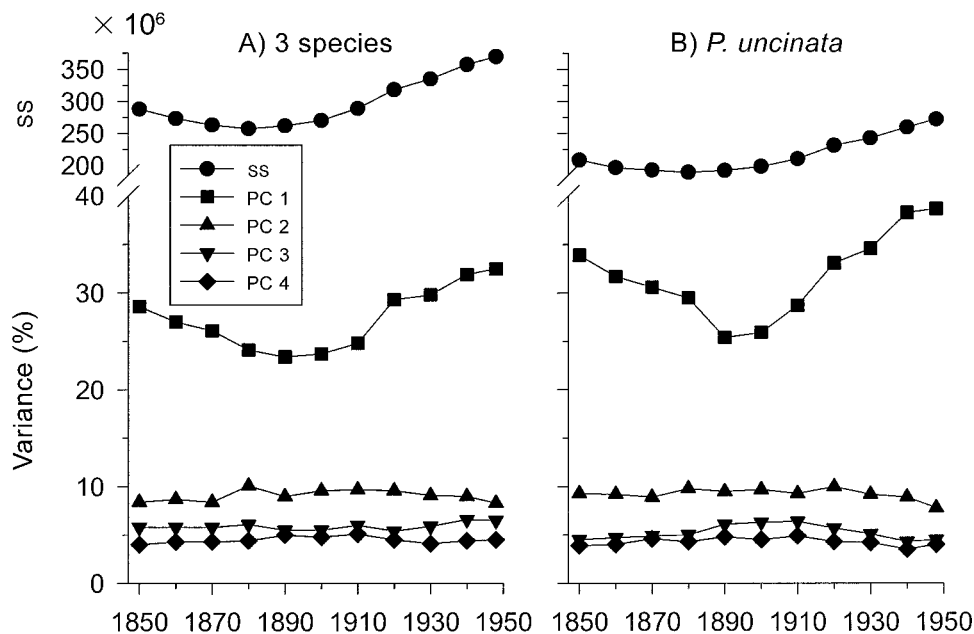 × 10⁶
A) 3 species
B) P. uncinata
SS
350
300
250
200
SS
PC 1
PC 2
PC 3
PC 4
Variance (%)
40
30
20
10
0
1850 1870 1890 1910 1930 1950
1850 1870 1890 1910 1930 1950